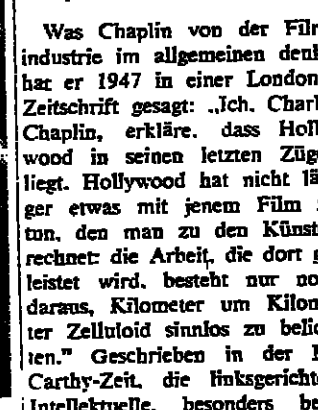 Was Chaplin von der Film
industrie im allgemeinen denk
hat er 1947 in einer London
Zeitschrift gesagt: „Ich, Charl
Chaplin, erkläre, dass Holl
wood in seinen letzten Züge
liegt. Hollywood hat nicht lä
ger etwas mit jenem Film
tun, den man zu den Künst
rechnet: die Arbeit, die dort g
leistet wird, besteht nur no
daraus, Kilometer um Kilom
ter Zelluloid sinnlos zu belic
ten." Geschrieben in der
Carthy-Zeit, die linksgericht
Intellektuelle, besonders be